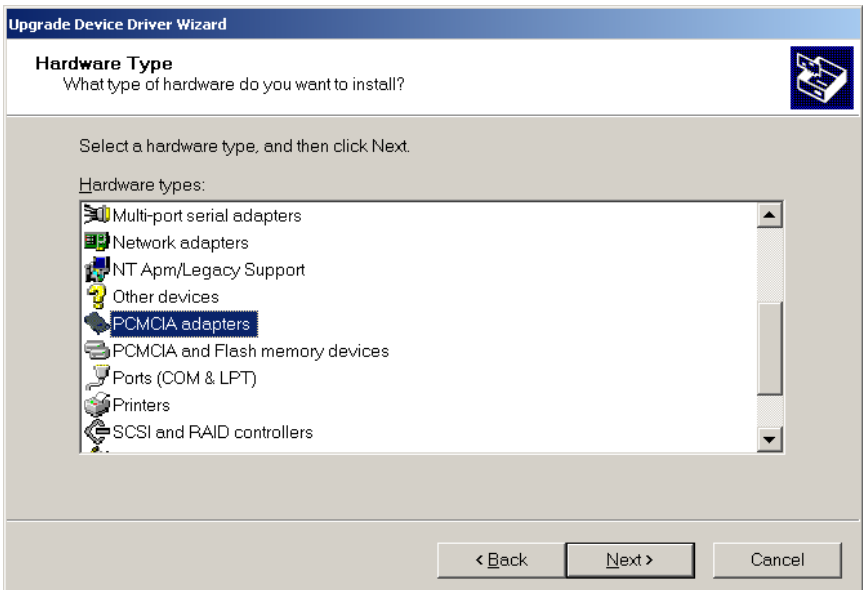 Upgrade Device Driver Wizard
Hardware Type
What type of hardware do you want to install?
Select a hardware type, and then click Next.
Hardware types:
Multi-port serial adapters
Network adapters
NT Apm/Legacy Support
Other devices
PCMCIA adapters
PCMCIA and Flash memory devices
Ports (COM & LPT)
Printers
SCSI and RAID controllers
< Back Next > Cancel